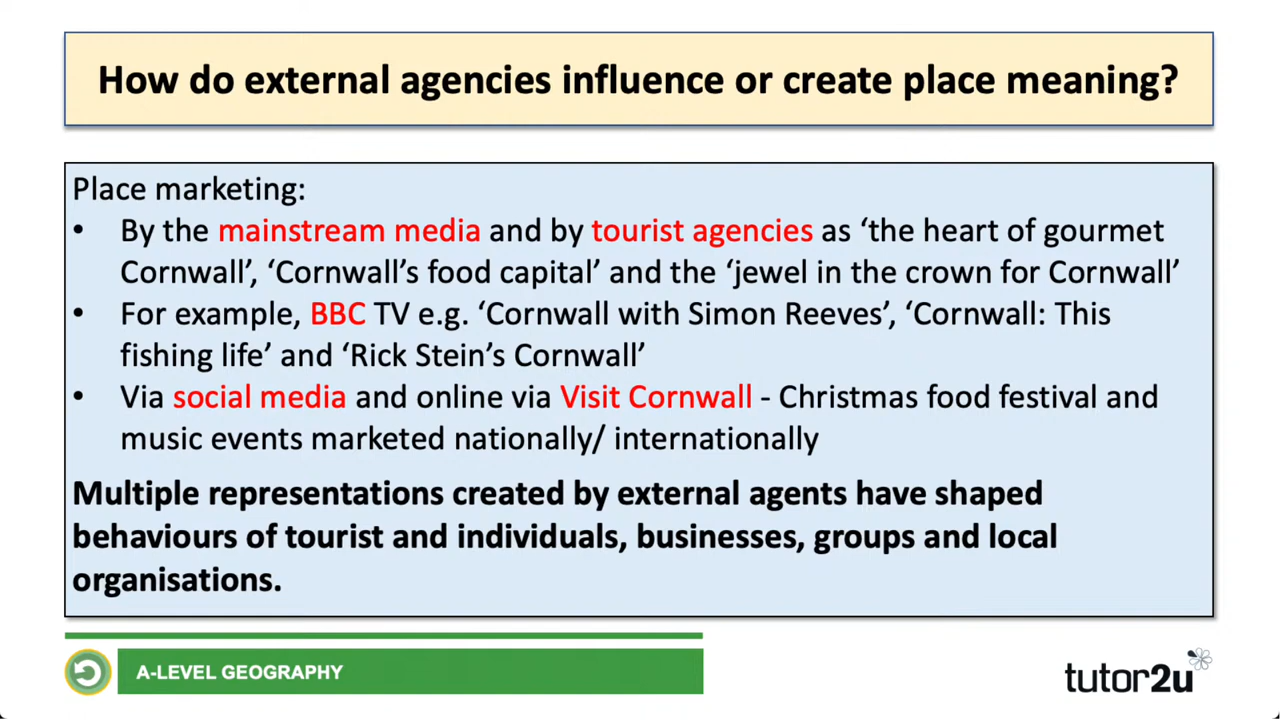 How do external agencies influence or create place meaning?
Place marketing:
• By the mainstream media and by tourist agencies as ‘the heart of gourmet
Cornwall’, ‘Cornwall’s food capital’ and the ‘jewel in the crown for Cornwall’
• For example, BBC TV e.g. ‘Cornwall with Simon Reeves’, ‘Cornwall: This
fishing life’ and ‘Rick Stein’s Cornwall’
• Via social media and online via Visit Cornwall - Christmas food festival and
music events marketed nationally/ internationally
Multiple representations created by external agents have shaped
behaviours of tourist and individuals, businesses, groups and local
organisations.
A-LEVEL GEOGRAPHY
tutor2u